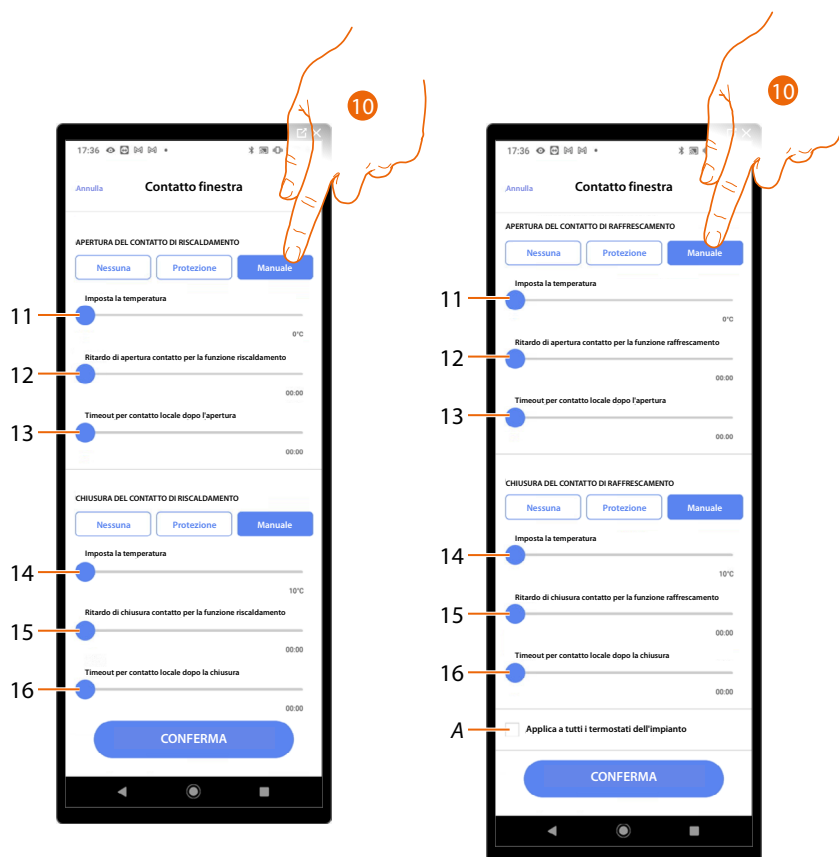 10
17:36
Annulla
Contatto finestra
APERTURA DEL CONTATTO DI RISCALDAMENTO
Nessuna
Protezione
Manuale
11
Imposta la temperatura
0°C
12
Ritardo di apertura contatto per la funzione riscaldamento
00:00
13
Timeout per contatto locale dopo l'apertura
00:00
CHIUSURA DEL CONTATTO DI RISCALDAMENTO
Nessuna
Protezione
Manuale
14
Imposta la temperatura
10°C
15
Ritardo di chiusura contatto per la funzione riscaldamento
00:00
16
Timeout per contatto locale dopo la chiusura
00:00
CONFERMA
10
17:36
Annulla
Contatto finestra
APERTURA DEL CONTATTO DI RAFFRESCAMENTO
Nessuna
Protezione
Manuale
11
Imposta la temperatura
0°C
12
Ritardo di apertura contatto per la funzione raffrescamento
00:00
13
Timeout per contatto locale dopo l'apertura
00:00
CHIUSURA DEL CONTATTO DI RAFFRESCAMENTO
Nessuna
Protezione
Manuale
14
Imposta la temperatura
10°C
15
Ritardo di chiusura contatto per la funzione raffrescamento
00:00
16
Timeout per contatto locale dopo la chiusura
00:00
A
Applica a tutti i termostati dell'impianto
CONFERMA